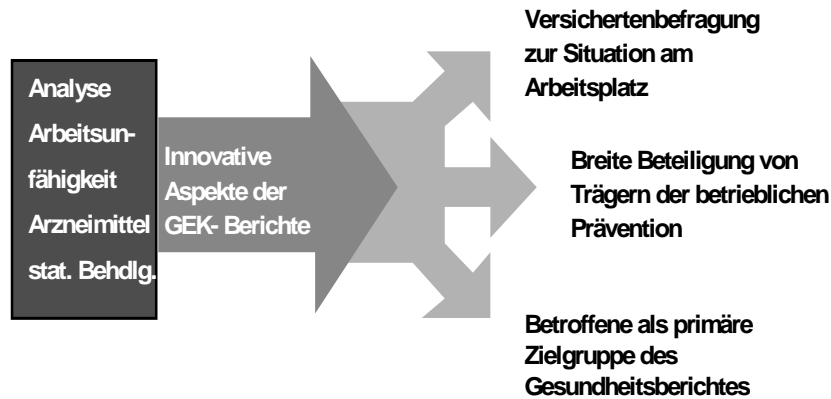 Analyse
Arbeitsun-
fähigkeit
Arzneimittel
stat. Behdlg.
Innovative
Aspekte der
GEK- Berichte
Versichertenbefragung
zur Situation am
Arbeitsplatz
Breite Beteiligung von
Trägern der betrieblichen
Prävention
Betroffene als primäre
Zielgruppe des
Gesundheitsberichtes